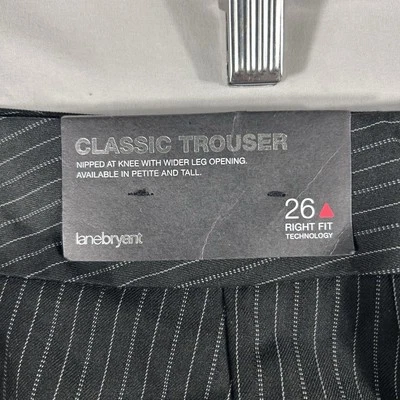 CLASSIC TROUSER
NIPPED AT KNEE WITH WIDER LEG OPENING.
AVAILABLE IN PETITE AND TALL.
26
RIGHT FIT
TECHNOLOGY
lanebryant